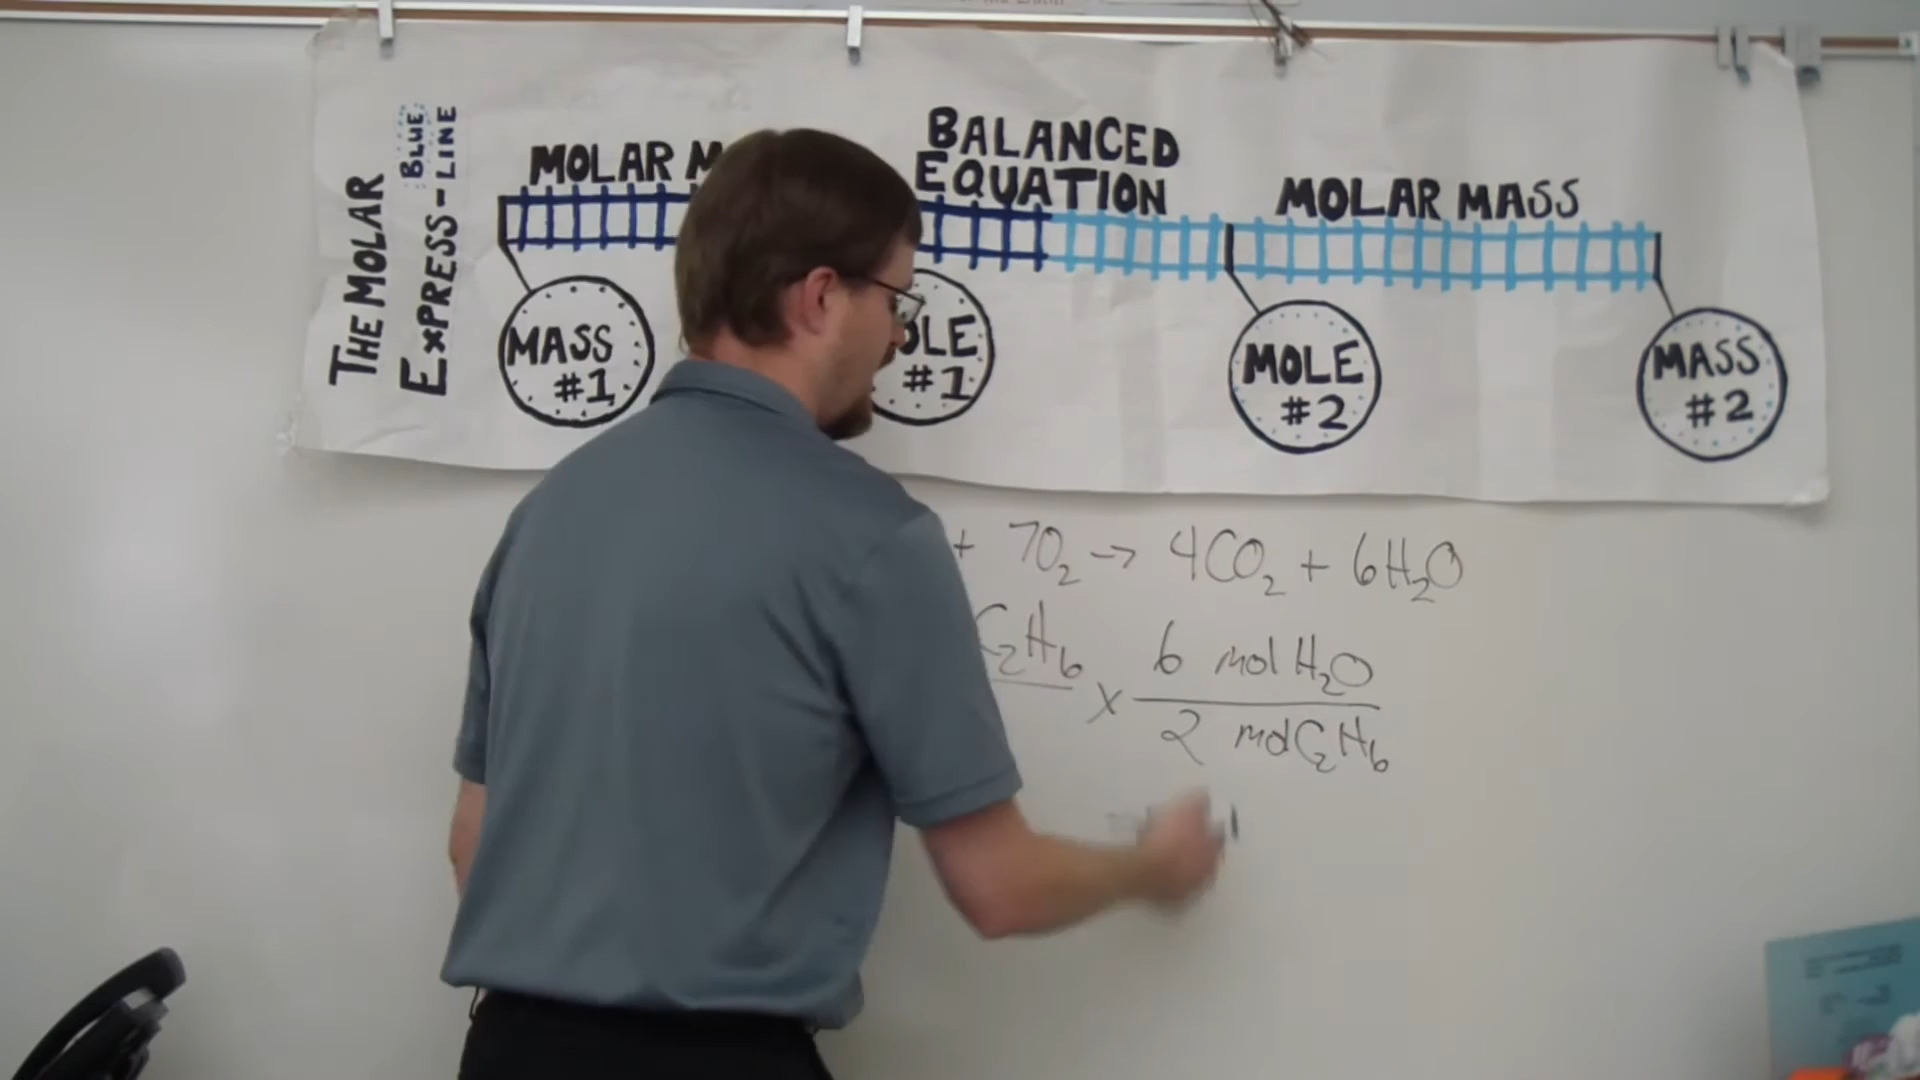 THE MOLAR
EXPRESS-LINE
BLUE
MOLAR M
BALANCED
EQUATION
MOLAR MASS
MASS
#1
OLE
#1
MOLE
#2
MASS
#2
+ 7O₂ → 4CO₂ + 6H₂O
C₂H₆ × 6 mol H₂O
2 mol C₂H₆